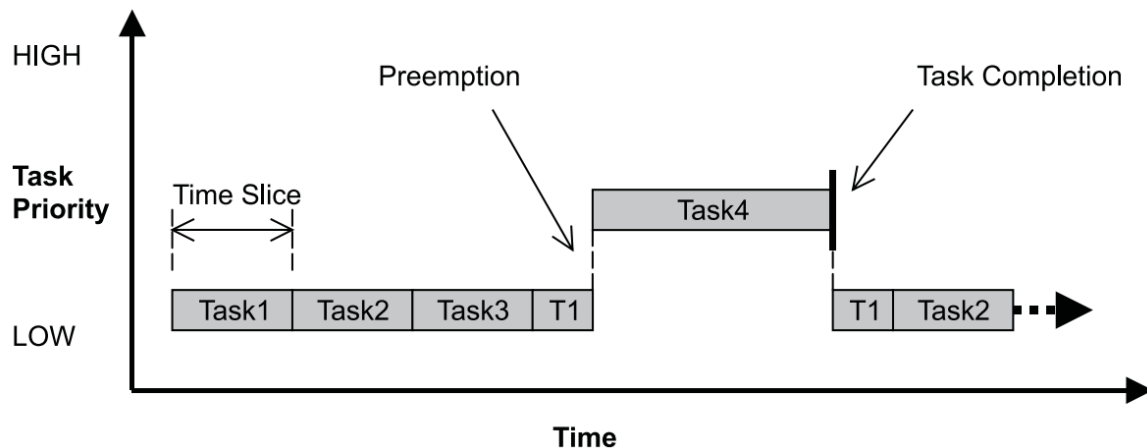 HIGH
Preemption
Task Completion
Task
Priority
Time Slice
Task4
Task1
Task2
Task3
T1
T1
Task2
LOW
Time